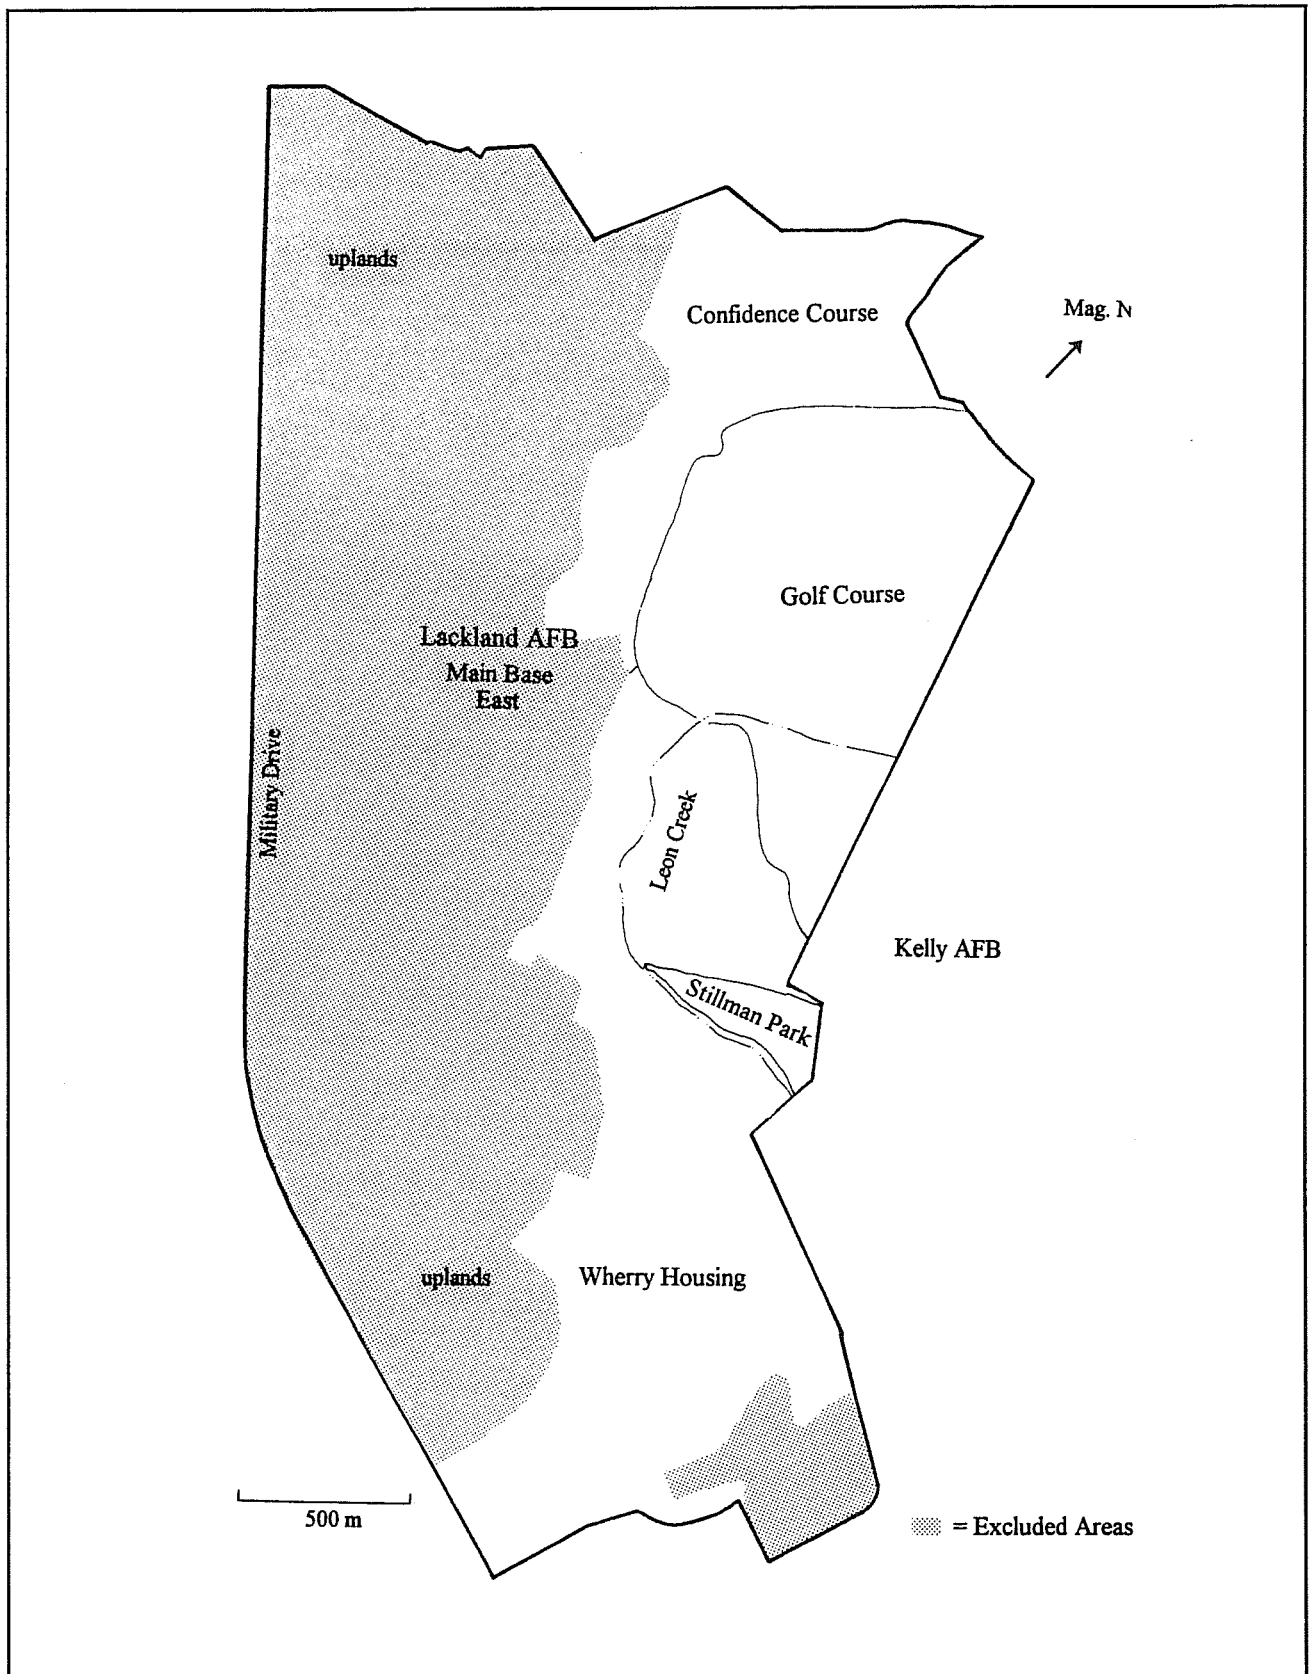 uplands
Confidence Course
Mag. N
Golf Course
Lackland AFB
Main Base
East
Military Drive
Leon Creek
Kelly AFB
Stillman Park
uplands
Wherry Housing
500 m
= Excluded Areas